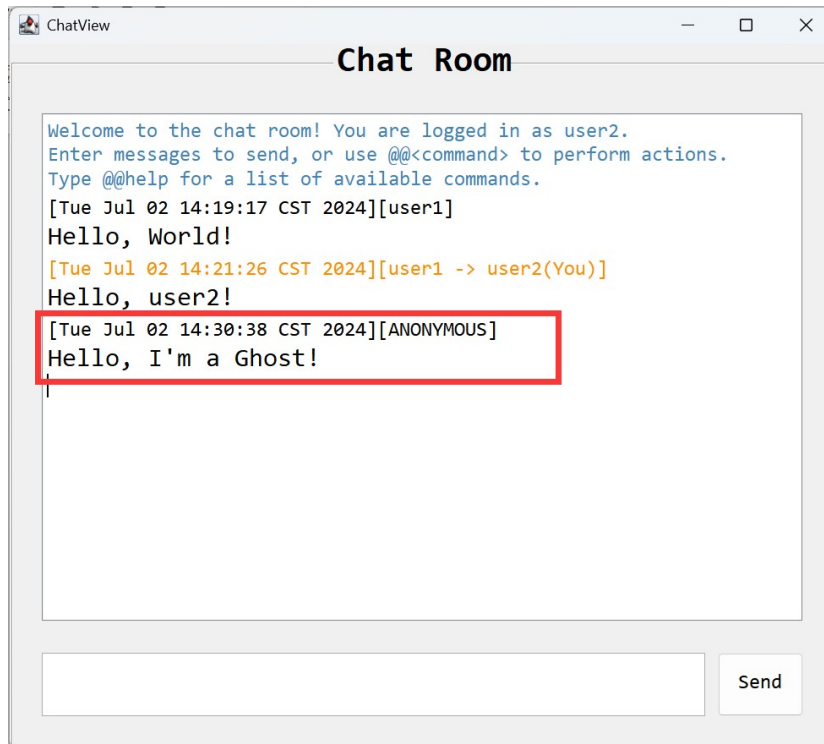 ChatView
Chat Room
Welcome to the chat room! You are logged in as user2.
Enter messages to send, or use @@<command> to perform actions.
Type @@help for a list of available commands.
[Tue Jul 02 14:19:17 CST 2024][user1]
Hello, World!
[Tue Jul 02 14:21:26 CST 2024][user1 -> user2(You)]
Hello, user2!
[Tue Jul 02 14:30:38 CST 2024][ANONYMOUS]
Hello, I'm a Ghost!
Send